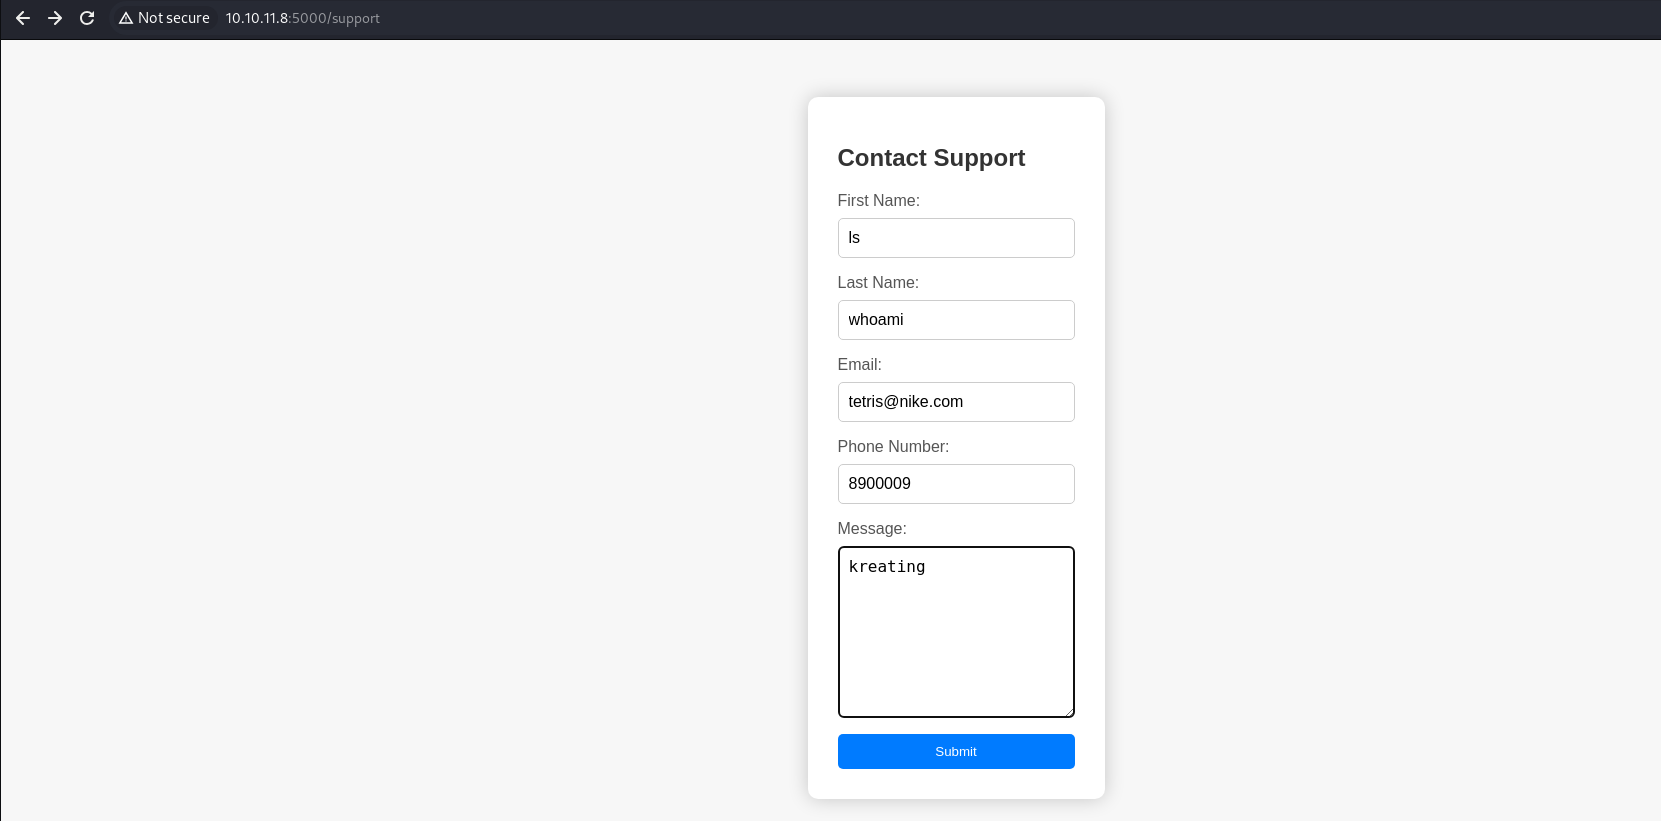 Not secure 10.10.11.8:5000/support
Contact Support
First Name:
ls
Last Name:
whoami
Email:
tetris@nike.com
Phone Number:
8900009
Message:
kreating
Submit